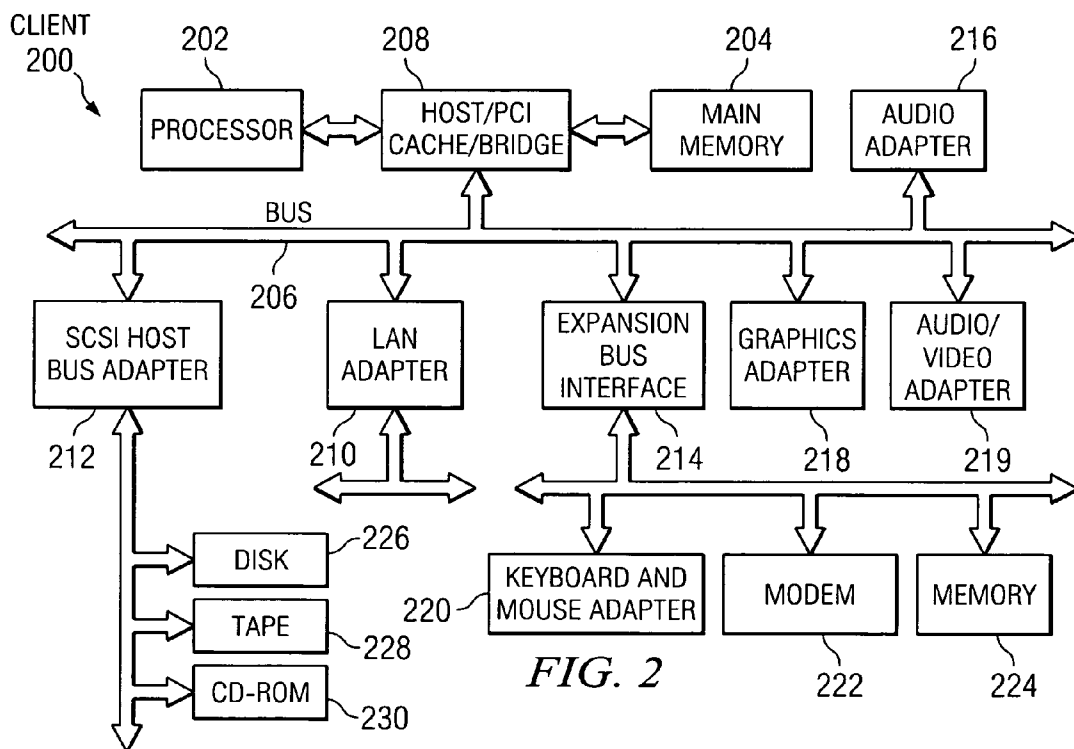 CLIENT
200
202
208
204
216
PROCESSOR
HOST/PCI
CACHE/BRIDGE
MAIN
MEMORY
AUDIO
ADAPTER
BUS
206
SCSI HOST
BUS ADAPTER
LAN
ADAPTER
EXPANSION
BUS
INTERFACE
GRAPHICS
ADAPTER
AUDIO/
VIDEO
ADAPTER
212
210
214
218
219
DISK
226
TAPE
228
CD-ROM
230
220
KEYBOARD AND
MOUSE ADAPTER
MODEM
MEMORY
222
224
FIG. 2